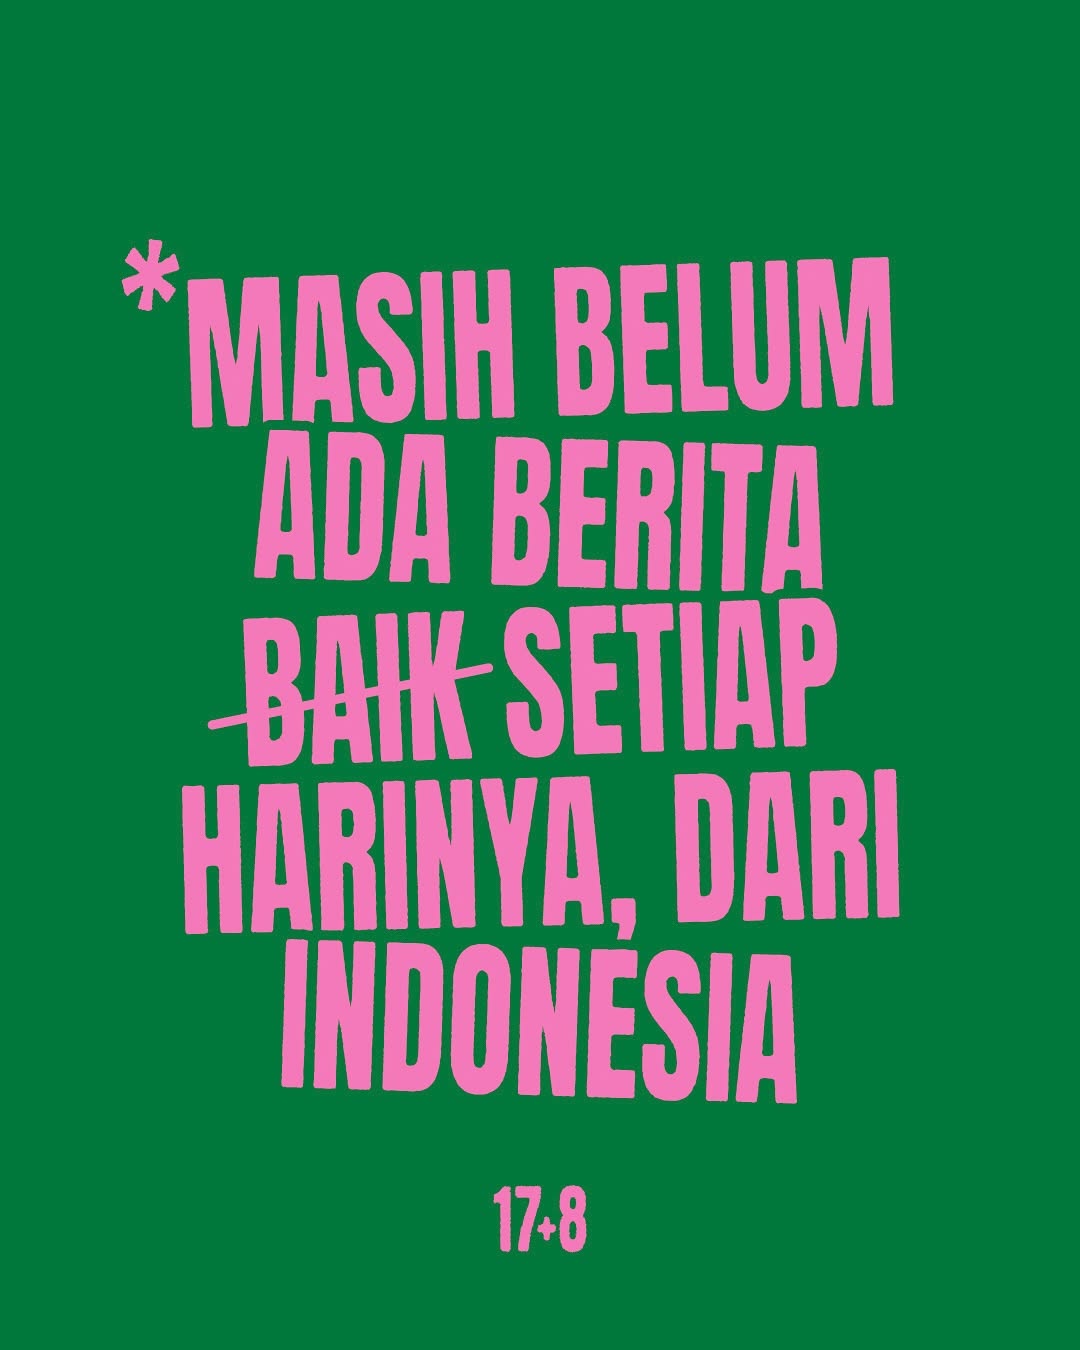 *MASIH BELUM
ADA BERITA
BAIK SETIAP
HARINYA, DARI
INDONESIA
17+8